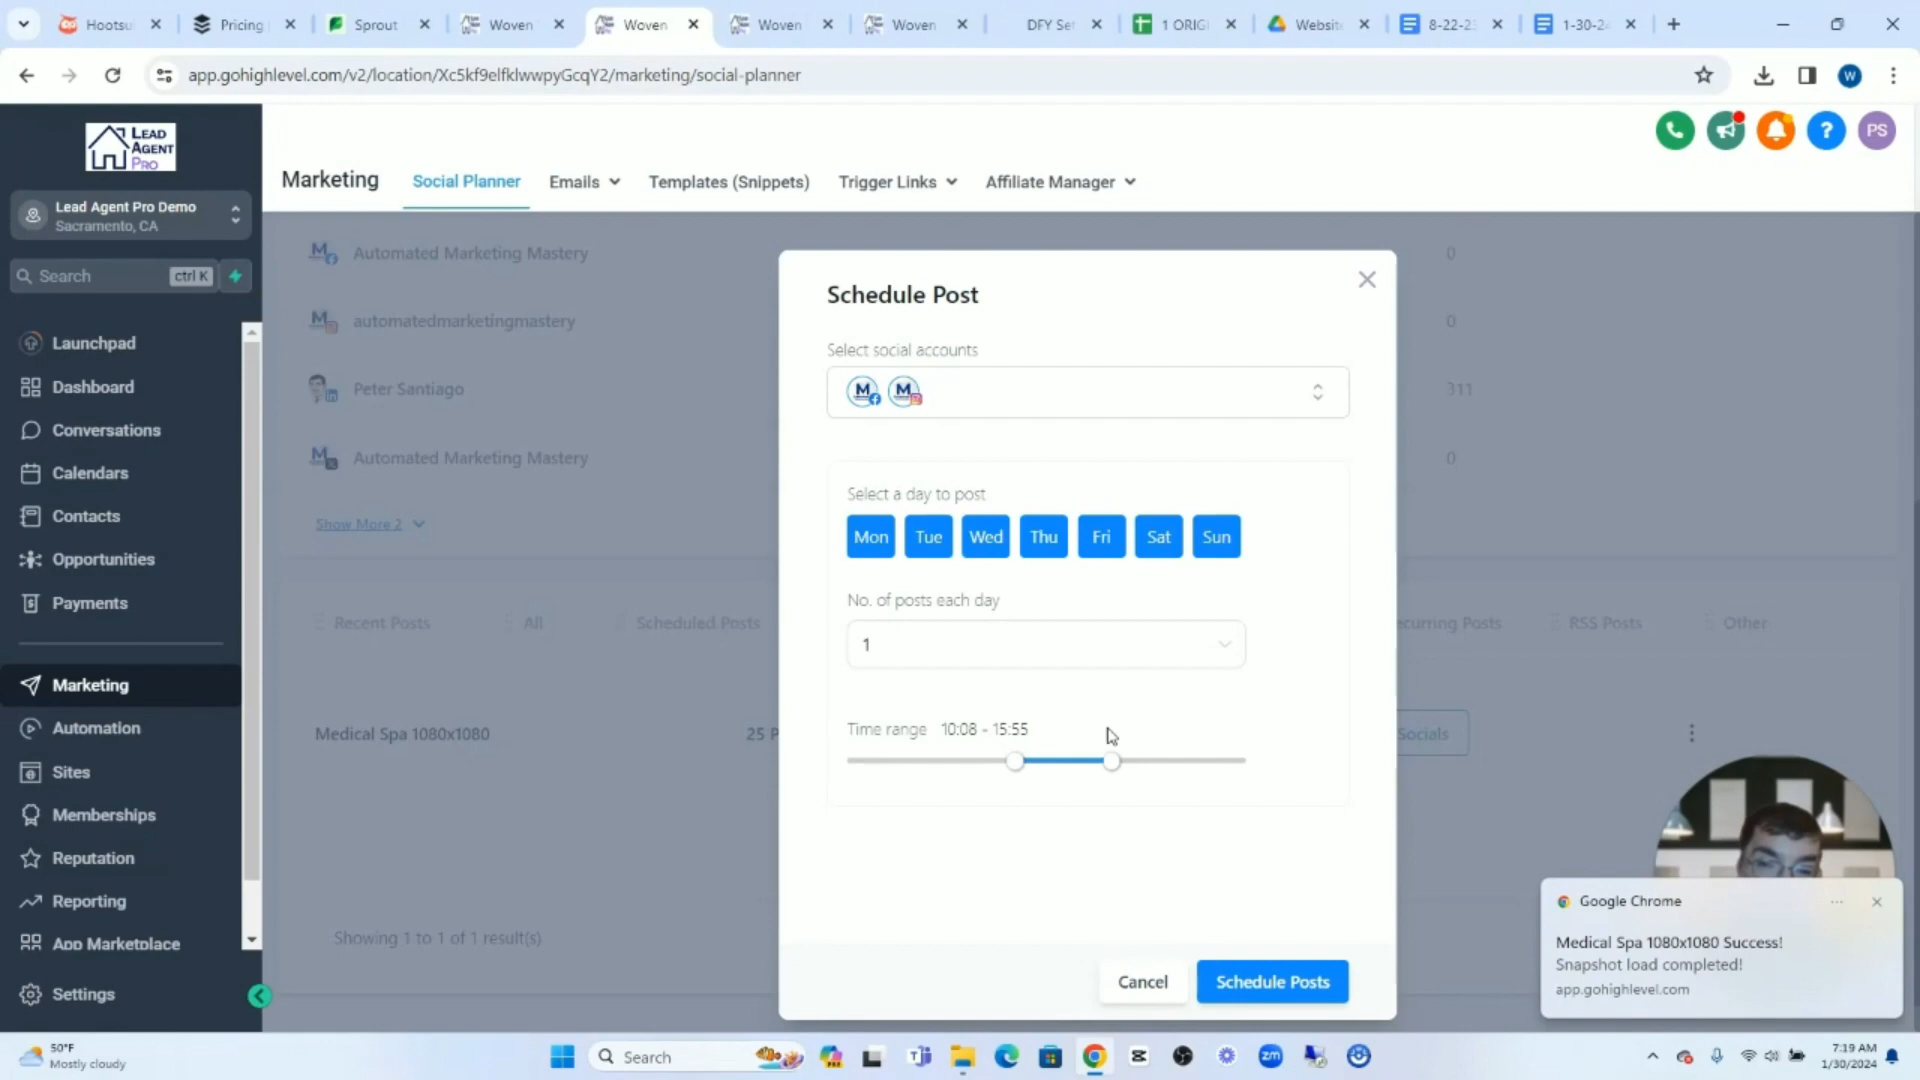 Hootsu
Pricing
Sprout
Woven
Woven
Woven
Woven
DFY Set
1 ORIG
Website
8-22-23
1-30-24
app.gohighlevel.com/v2/location/Xc5kf9elfklwwpyGcqY2/marketing/social-planner
W
LEAD
AGENT
PRO
PS
Marketing
Social Planner
Emails
Templates (Snippets)
Trigger Links
Affiliate Manager
Lead Agent Pro Demo
Sacramento, CA
Search
ctrl K
Launchpad
Dashboard
Conversations
Calendars
Contacts
Opportunities
Payments
Marketing
Automation
Sites
Memberships
Reputation
Reporting
App Marketplace
Settings
Automated Marketing Mastery
0
automatedmarketingmastery
0
Peter Santiago
311
Automated Marketing Mastery
0
Show More 2
Recent Posts
All
Scheduled Posts
ecurring Posts
RSS Posts
Other
Medical Spa 1080x1080
25 P
Socials
Showing 1 to 1 of 1 result(s)
Schedule Post
Select social accounts
M
M
Select a day to post
Mon
Tue
Wed
Thu
Fri
Sat
Sun
No. of posts each day
1
Time range 10:08 - 15:55
Cancel
Schedule Posts
Google Chrome
Medical Spa 1080x1080 Success!
Snapshot load completed!
app.gohighlevel.com
50°F
Mostly cloudy
Search
zm
7:19 AM
1/30/2024